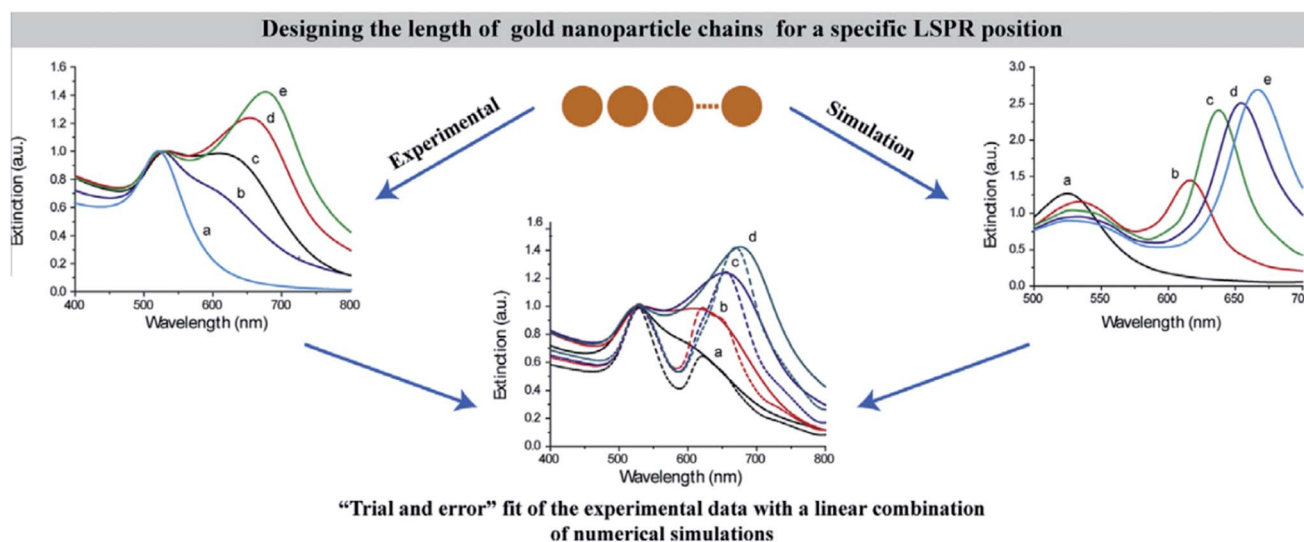 Designing the length of gold nanoparticle chains for a specific LSPR position
Extinction (a.u.)
1.6
1.4
1.2
1.0
0.8
0.6
0.4
0.2
0.0
400
500
600
700
800
Wavelength (nm)
a
b
c
d
e
Experimental
Simulation
Extinction (a.u.)
3.0
2.5
2.0
1.5
1.0
0.5
0.0
500
550
600
650
700
Wavelength (nm)
a
b
c
d
e
Extinction (a.u.)
1.6
1.4
1.2
1.0
0.8
0.6
0.4
0.2
0.0
400
500
600
700
800
Wavelength (nm)
a
b
c
d
“Trial and error” fit of the experimental data with a linear combination
of numerical simulations